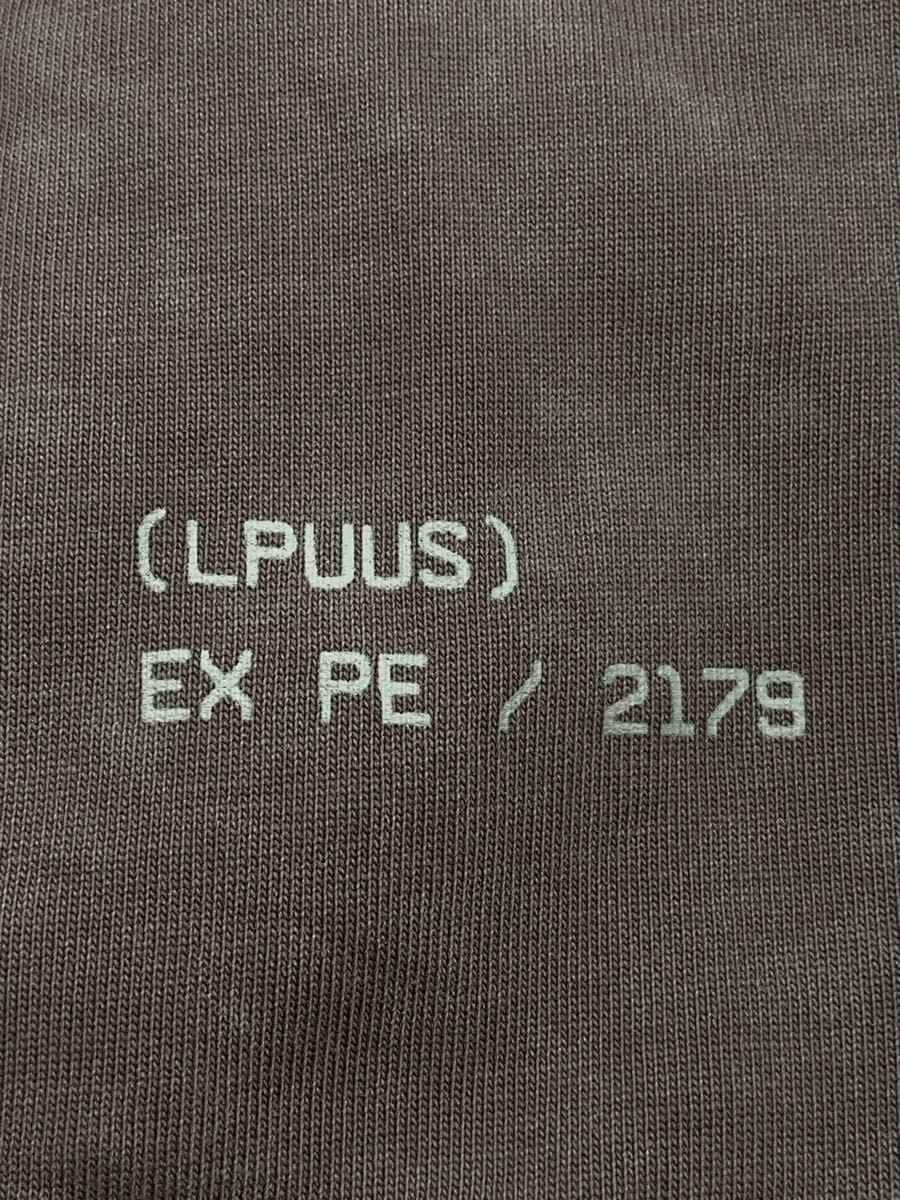 (LPUUS)
EX PE / 2179